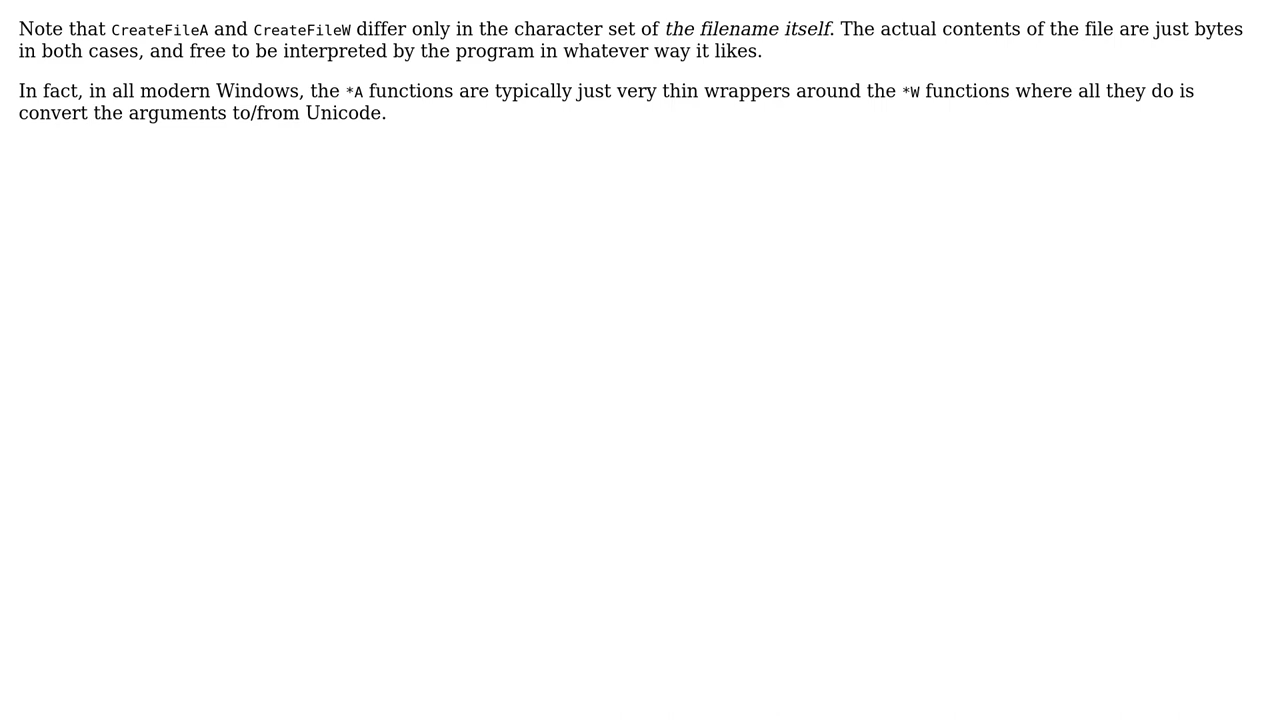 Note that CreateFileA and CreateFileW differ only in the character set of the filename itself. The actual contents of the file are just bytes
in both cases, and free to be interpreted by the program in whatever way it likes.
In fact, in all modern Windows, the *A functions are typically just very thin wrappers around the *W functions where all they do is
convert the arguments to/from Unicode.